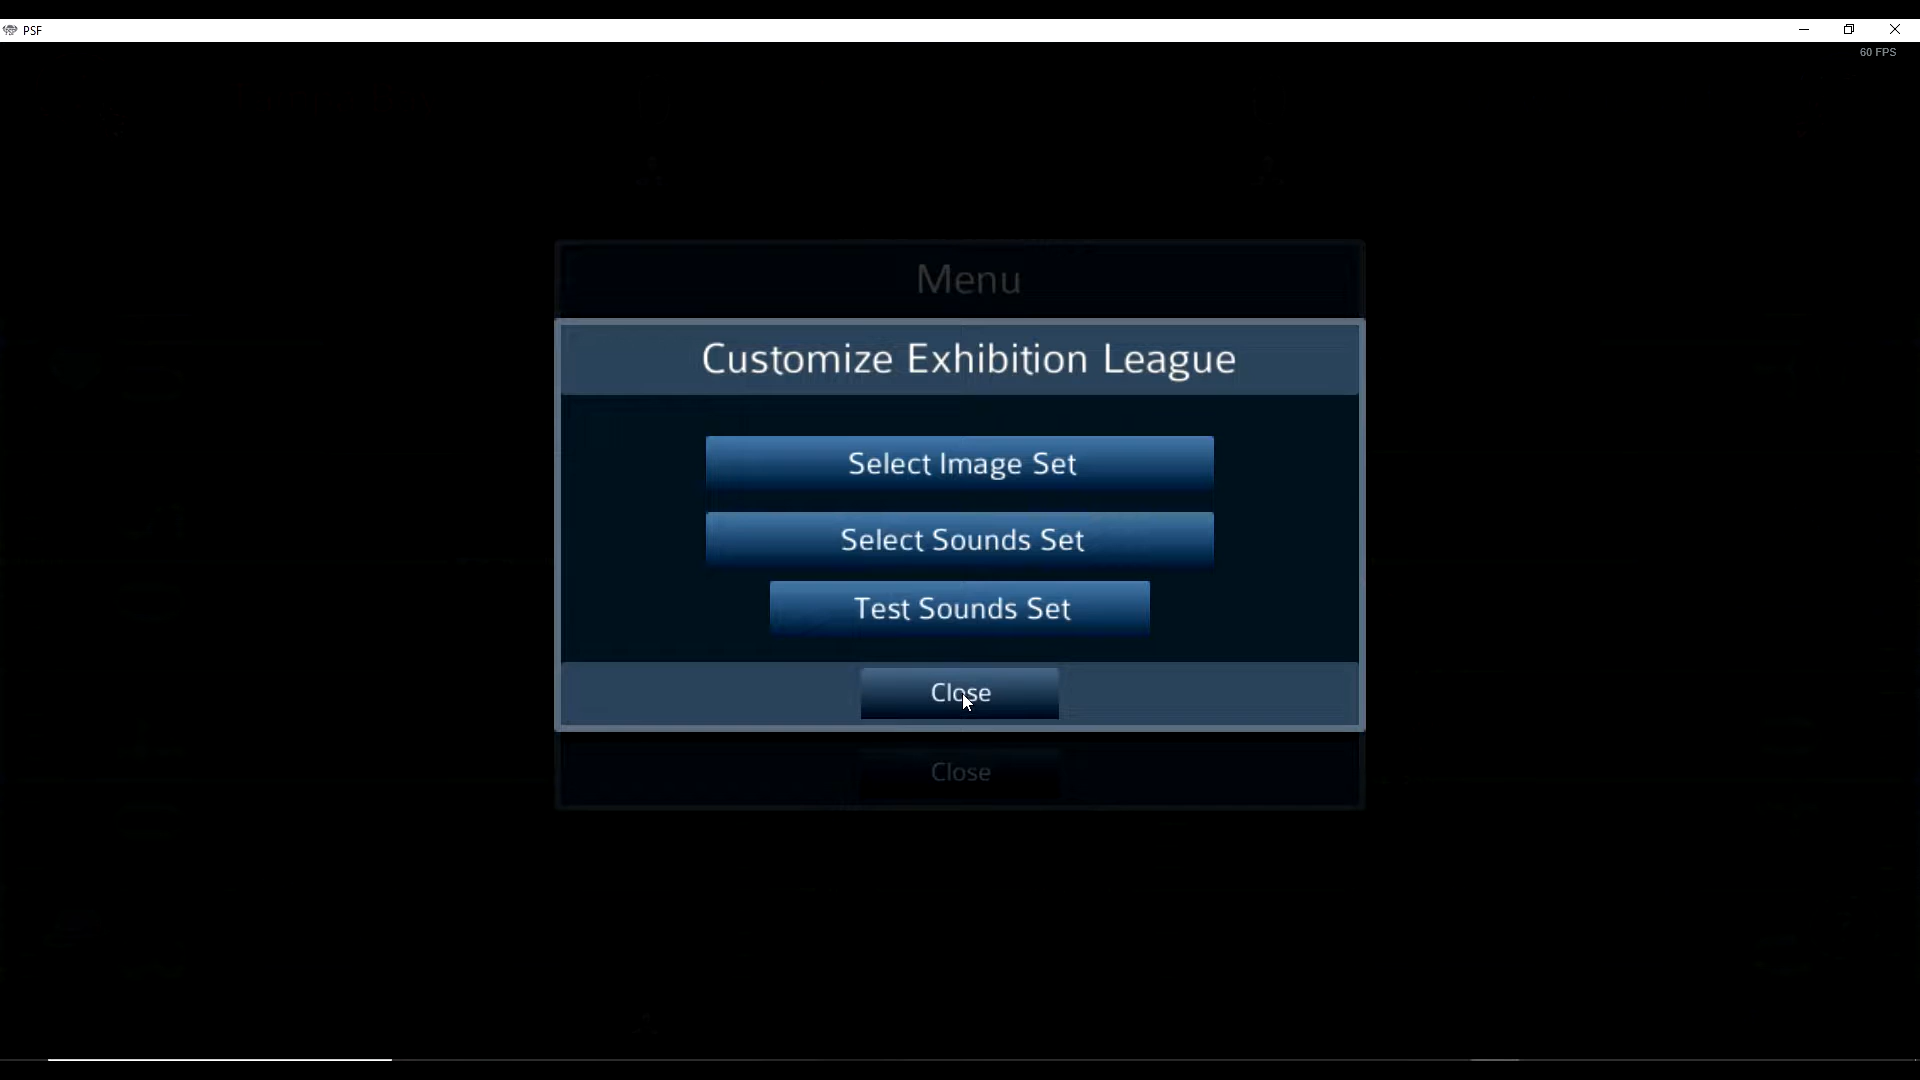 PSF
60 FPS
Menu
Customize Exhibition League
Select Image Set
Select Sounds Set
Test Sounds Set
Close
Close